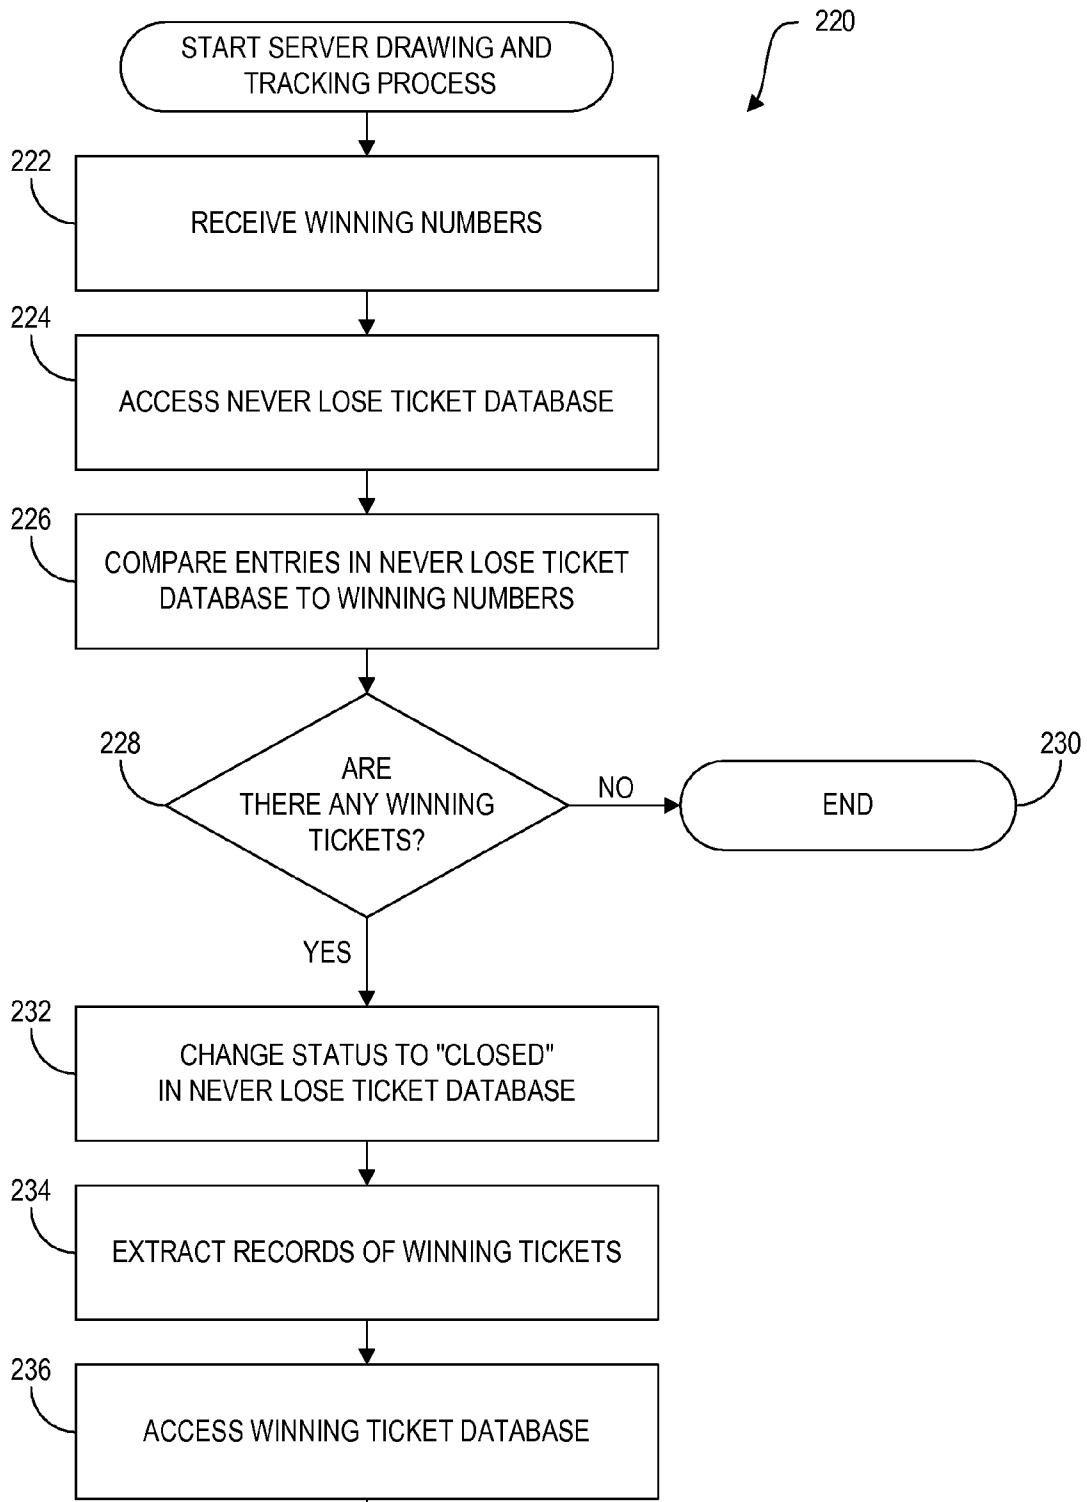 220
START SERVER DRAWING AND
TRACKING PROCESS
222
RECEIVE WINNING NUMBERS
224
ACCESS NEVER LOSE TICKET DATABASE
226
COMPARE ENTRIES IN NEVER LOSE TICKET
DATABASE TO WINNING NUMBERS
228
ARE
THERE ANY WINNING
TICKETS?
NO
230
END
YES
232
CHANGE STATUS TO "CLOSED"
IN NEVER LOSE TICKET DATABASE
234
EXTRACT RECORDS OF WINNING TICKETS
236
ACCESS WINNING TICKET DATABASE